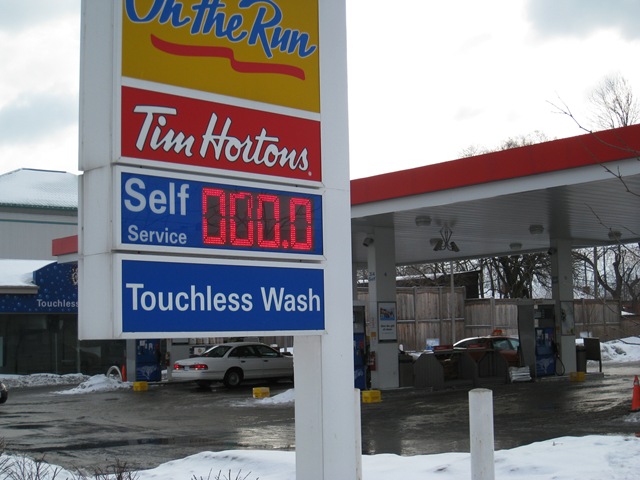 On the Run
Tim Hortons.
Self
Service
000.0
Touchless Wash
Touchless